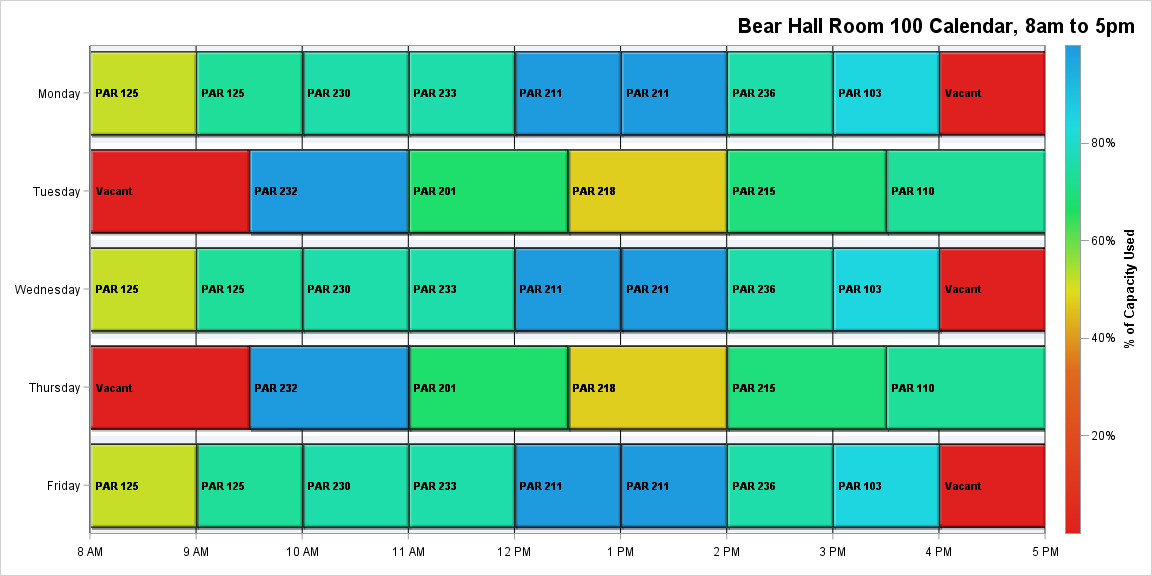 Bear Hall Room 100 Calendar, 8am to 5pm
Monday PAR 125 PAR 125 PAR 230 PAR 233 PAR 211 PAR 211 PAR 236 PAR 103 Vacant
80%
Tuesday Vacant PAR 232 PAR 201 PAR 218 PAR 215 PAR 110
60%
Wednesday PAR 125 PAR 125 PAR 230 PAR 233 PAR 211 PAR 211 PAR 236 PAR 103 Vacant
% of Capacity Used
40%
Thursday Vacant PAR 232 PAR 201 PAR 218 PAR 215 PAR 110
20%
Friday PAR 125 PAR 125 PAR 230 PAR 233 PAR 211 PAR 211 PAR 236 PAR 103 Vacant
8 AM 9 AM 10 AM 11 AM 12 PM 1 PM 2 PM 3 PM 4 PM 5 PM